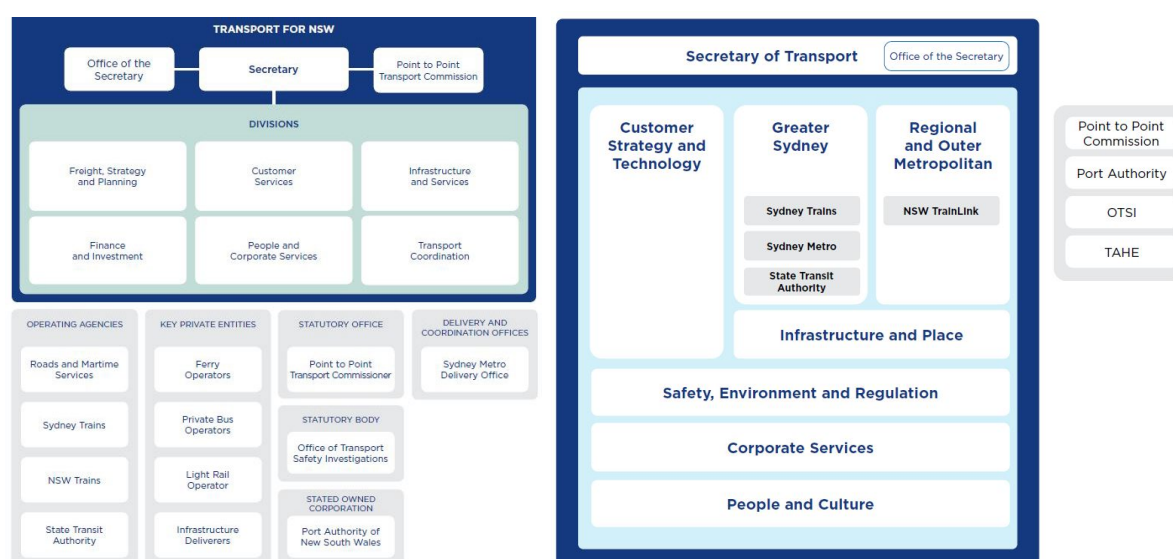 TRANSPORT FOR NSW
Office of the
Secretary
Secretary
Point to Point
Transport Commission
DIVISIONS
Freight, Strategy
and Planning
Customer
Services
Infrastructure
and Services
Finance
and Investment
People and
Corporate Services
Transport
Coordination
OPERATING AGENCIES
Roads and Martime
Services
Sydney Trains
NSW Trains
State Transit
Authority
KEY PRIVATE ENTITIES
Ferry
Operators
Private Bus
Operators
Light Rail
Operator
Infrastructure
Deliverers
STATUTORY OFFICE
Point to Point
Transport Commissioner
STATUTORY BODY
Office of Transport
Safety Investigations
STATED OWNED
CORPORATION
Port Authority of
New South Wales
DELIVERY AND
COORDINATION OFFICES
Sydney Metro
Delivery Office
Secretary of Transport
Office of the Secretary
Customer
Strategy and
Technology
Greater
Sydney
Sydney Trains
Sydney Metro
State Transit
Authority
Regional
and Outer
Metropolitan
NSW TrainLink
Infrastructure and Place
Safety, Environment and Regulation
Corporate Services
People and Culture
Point to Point
Commission
Port Authority
OTSI
TAHE